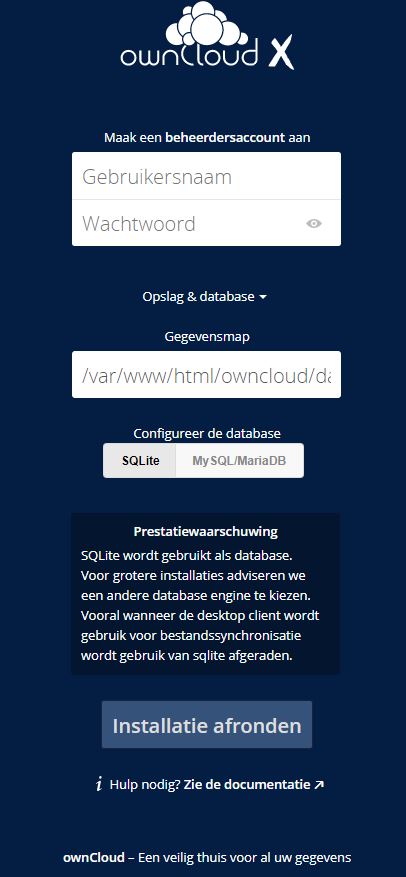 ownCloud X
Maak een beheerdersaccount aan
Gebruikersnaam
Wachtwoord
Opslag & database
Gegevensmap
/var/www/html/owncloud/da
Configureer de database
SQLite MySQL/MariaDB
Prestatiewaarschuwing
SQLite wordt gebruikt als database.
Voor grotere installaties adviseren we
een andere database engine te kiezen.
Vooral wanneer de desktop client wordt
gebruik voor bestandssynchronisatie
wordt gebruik van sqlite afgeraden.
Installatie afronden
i Hulp nodig? Zie de documentatie ↗
ownCloud – Een veilig thuis voor al uw gegevens